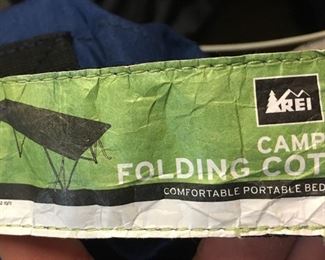 REI
CAMP
FOLDING COT
COMFORTABLE PORTABLE BED